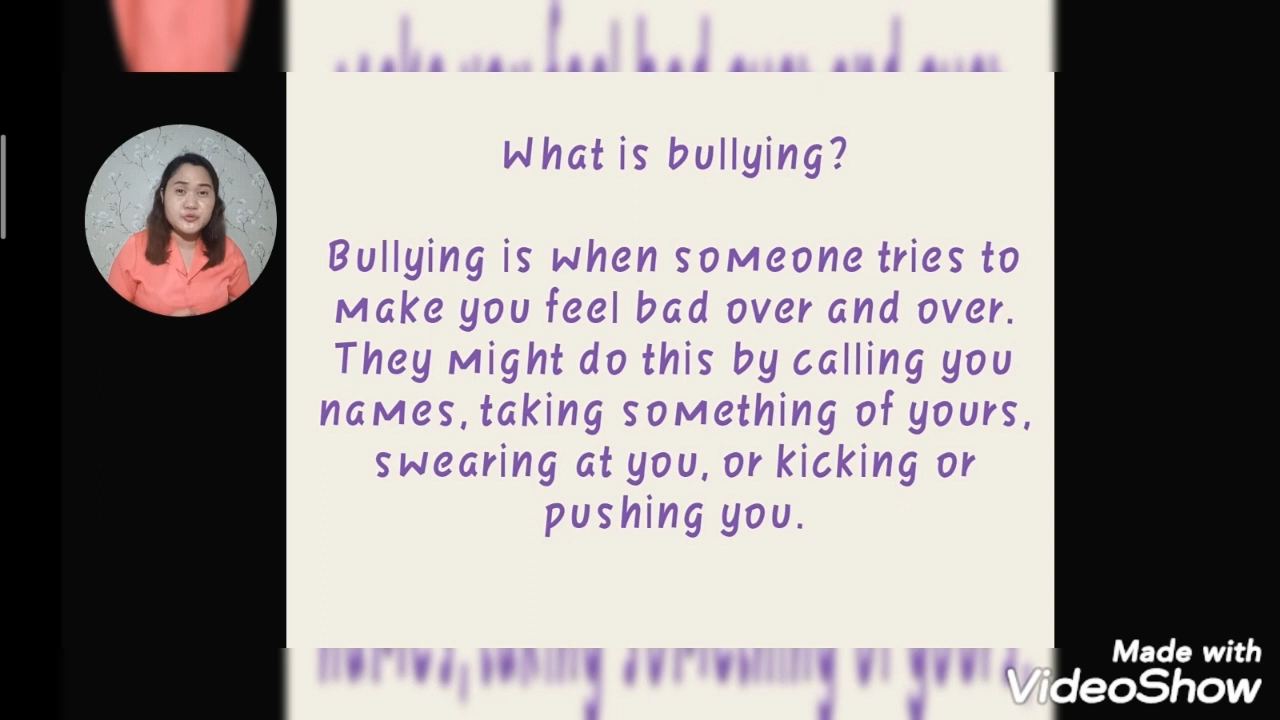 What is bullying?
Bullying is when someone tries to
make you feel bad over and over.
They might do this by calling you
names, taking something of yours,
swearing at you, or kicking or
pushing you.
Made with
VideoShow